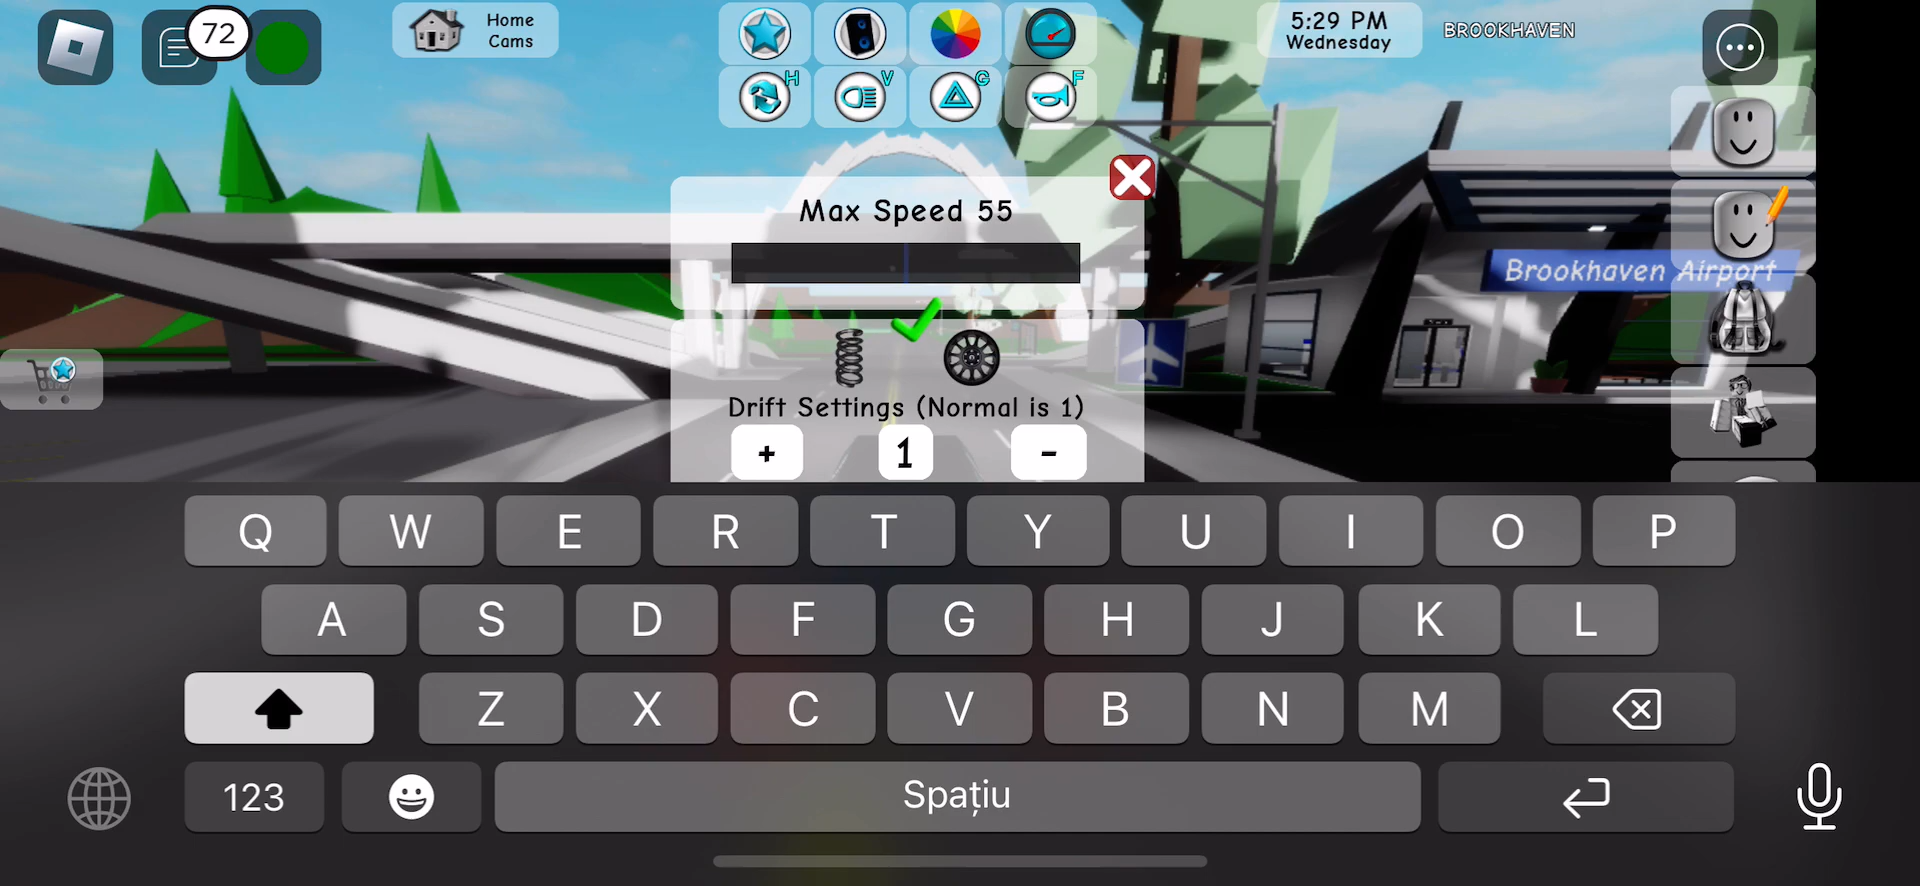 72
Home
Cams
H
V
G
F
5:29 PM
Wednesday
BROOKHAVEN
Max Speed 55
Brookhaven Airport
Drift Settings (Normal is 1)
+
1
-
Q W E R T Y U I O P
A S D F G H J K L
Z X C V B N M
123
Spațiu